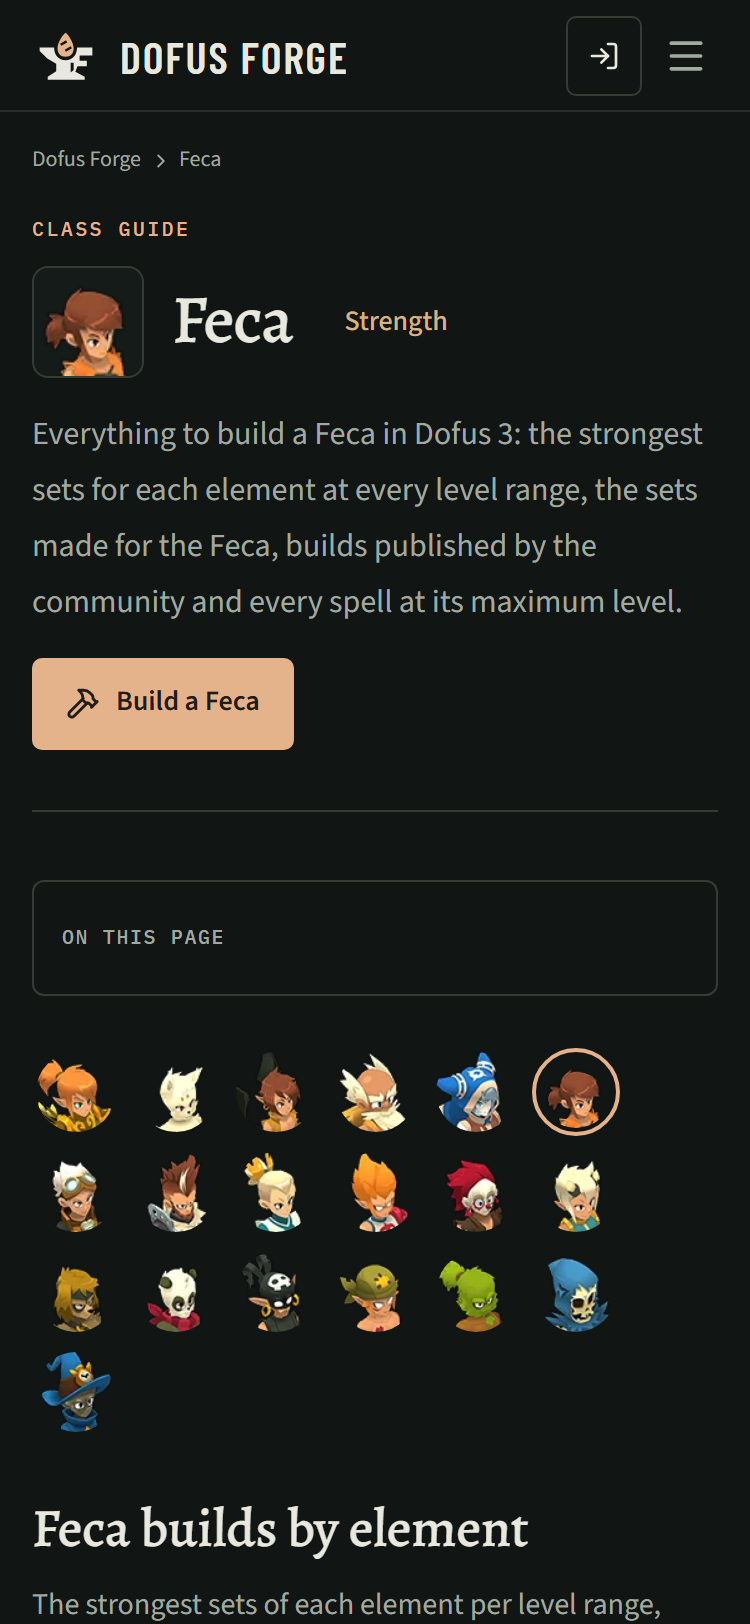 DOFUS FORGE
Dofus Forge > Feca
CLASS GUIDE
Feca
Strength
Everything to build a Feca in Dofus 3: the strongest
sets for each element at every level range, the sets
made for the Feca, builds published by the
community and every spell at its maximum level.
Build a Feca
ON THIS PAGE
Feca builds by element
The strongest sets of each element per level range,